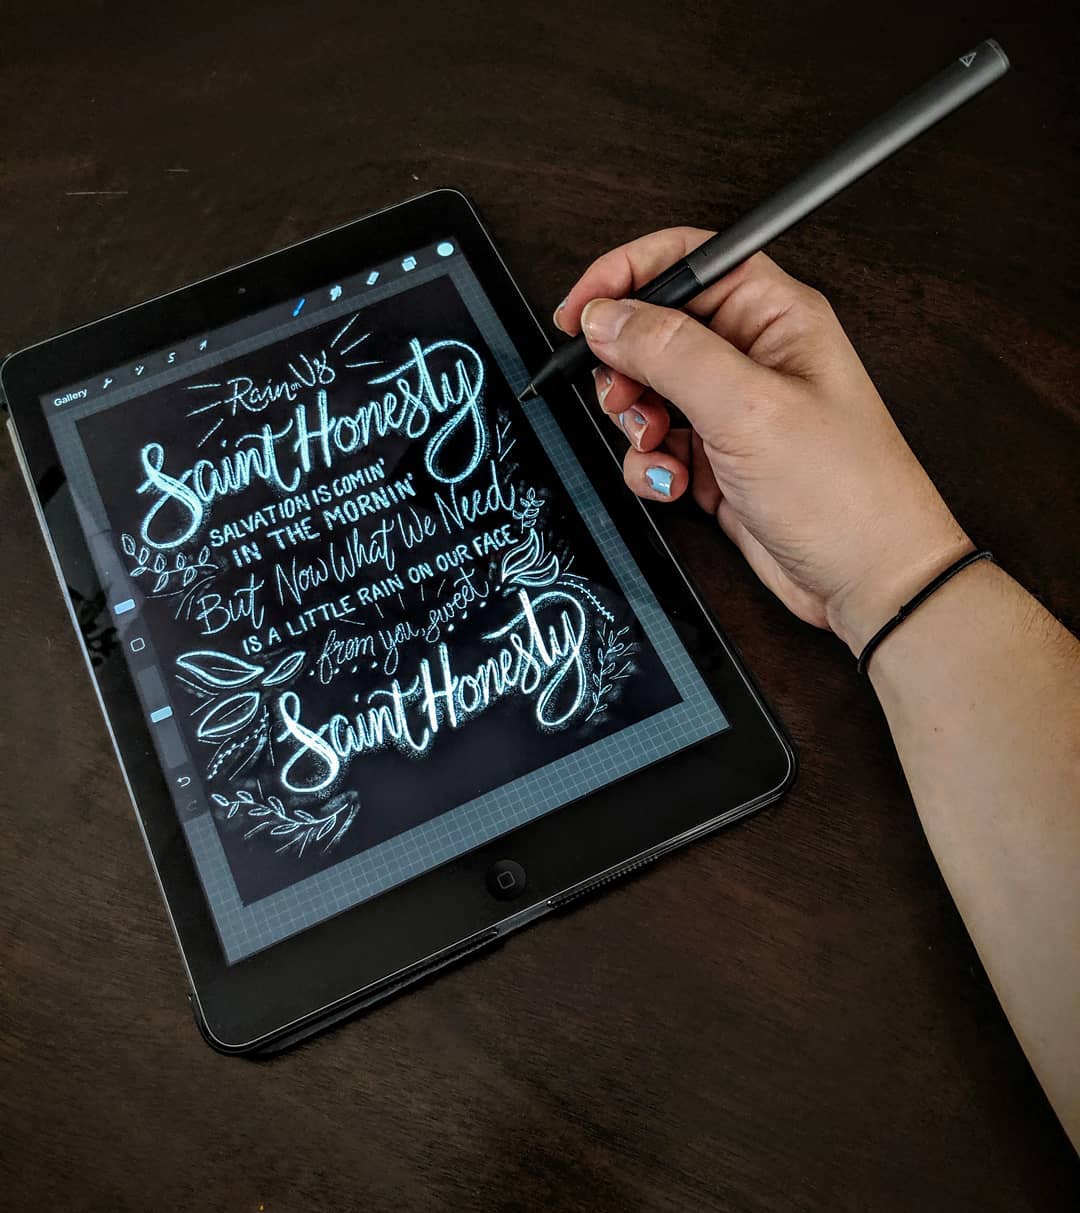 Gallery
Rain on Us
Saint Honesty
SALVATION IS COMIN'
IN THE MORNIN'
But Now What We Need
IS A LITTLE RAIN ON OUR FACE
from you, sweet
Saint Honesty